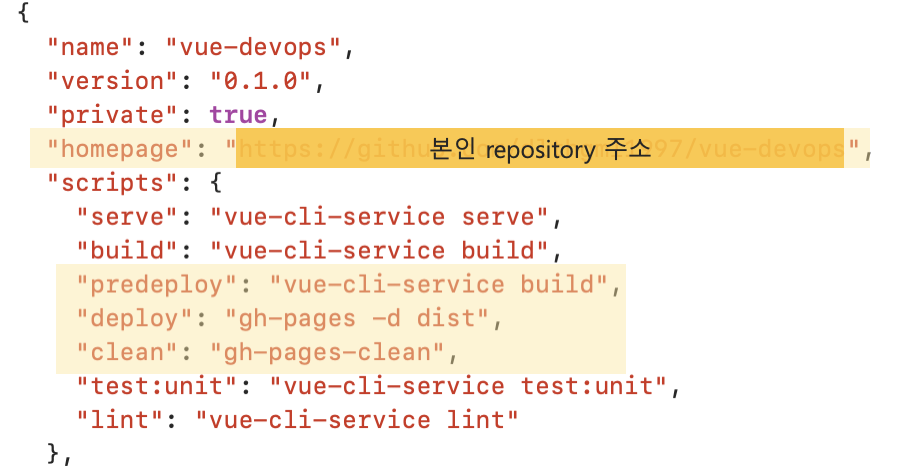 {
"name": "vue-devops",
"version": "0.1.0",
"private": true,
"homepage": "https://github 본인 repository 주소 97/vue-devops",
"scripts": {
"serve": "vue-cli-service serve",
"build": "vue-cli-service build",
"predeploy": "vue-cli-service build",
"deploy": "gh-pages -d dist",
"clean": "gh-pages-clean",
"test:unit": "vue-cli-service test:unit",
"lint": "vue-cli-service lint"
},